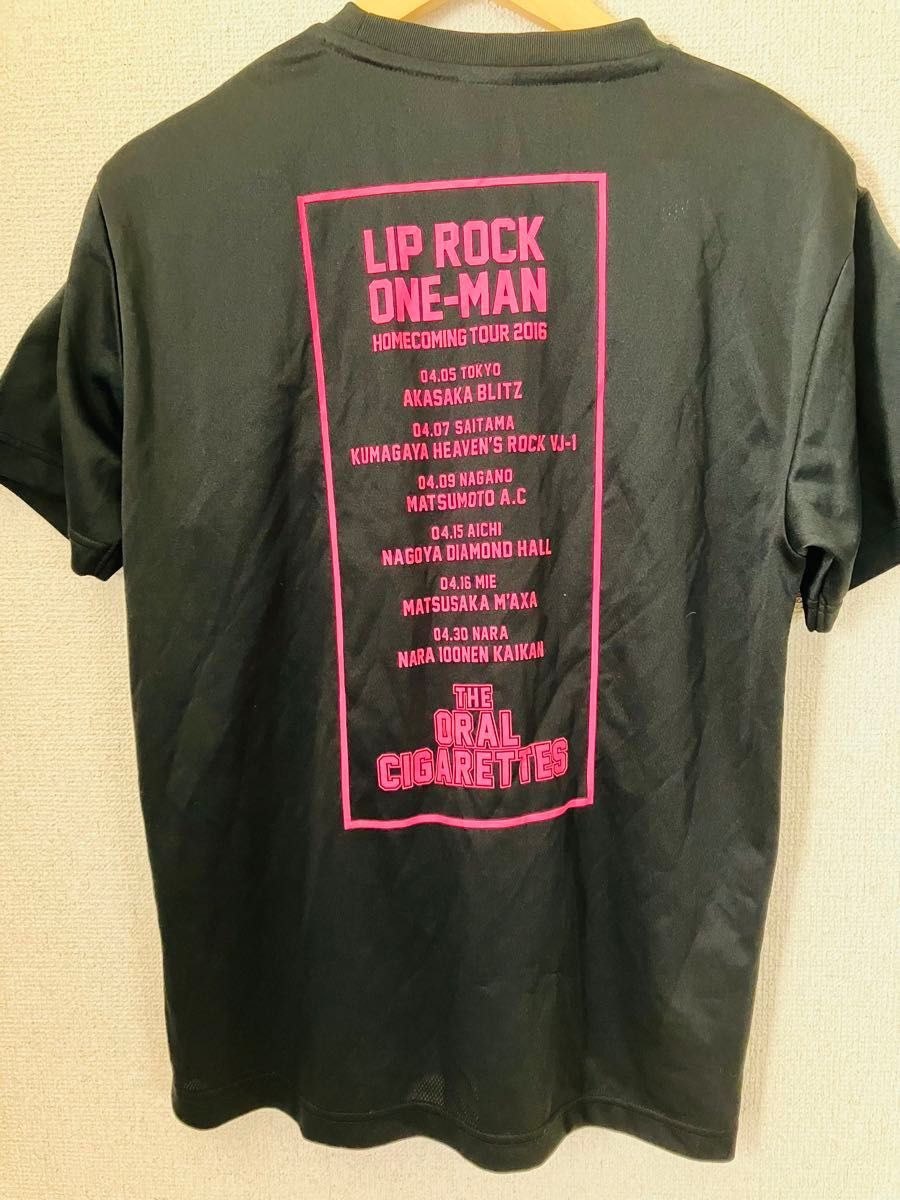 LIP ROCK
ONE-MAN
HOMECOMING TOUR 2016
04.05 TOKYO
AKASAKA BLITZ
04.07 SAITAMA
KUMAGAYA HEAVEN'S ROCK VJ-1
04.09 NAGANO
MATSUMOTO A.C
04.15 AICHI
NAGOYA DIAMOND HALL
04.16 MIE
MATSUSAKA M'AXA
04.30 NARA
NARA 100NEN KAIKAN
THE
ORAL
CIGARETTES